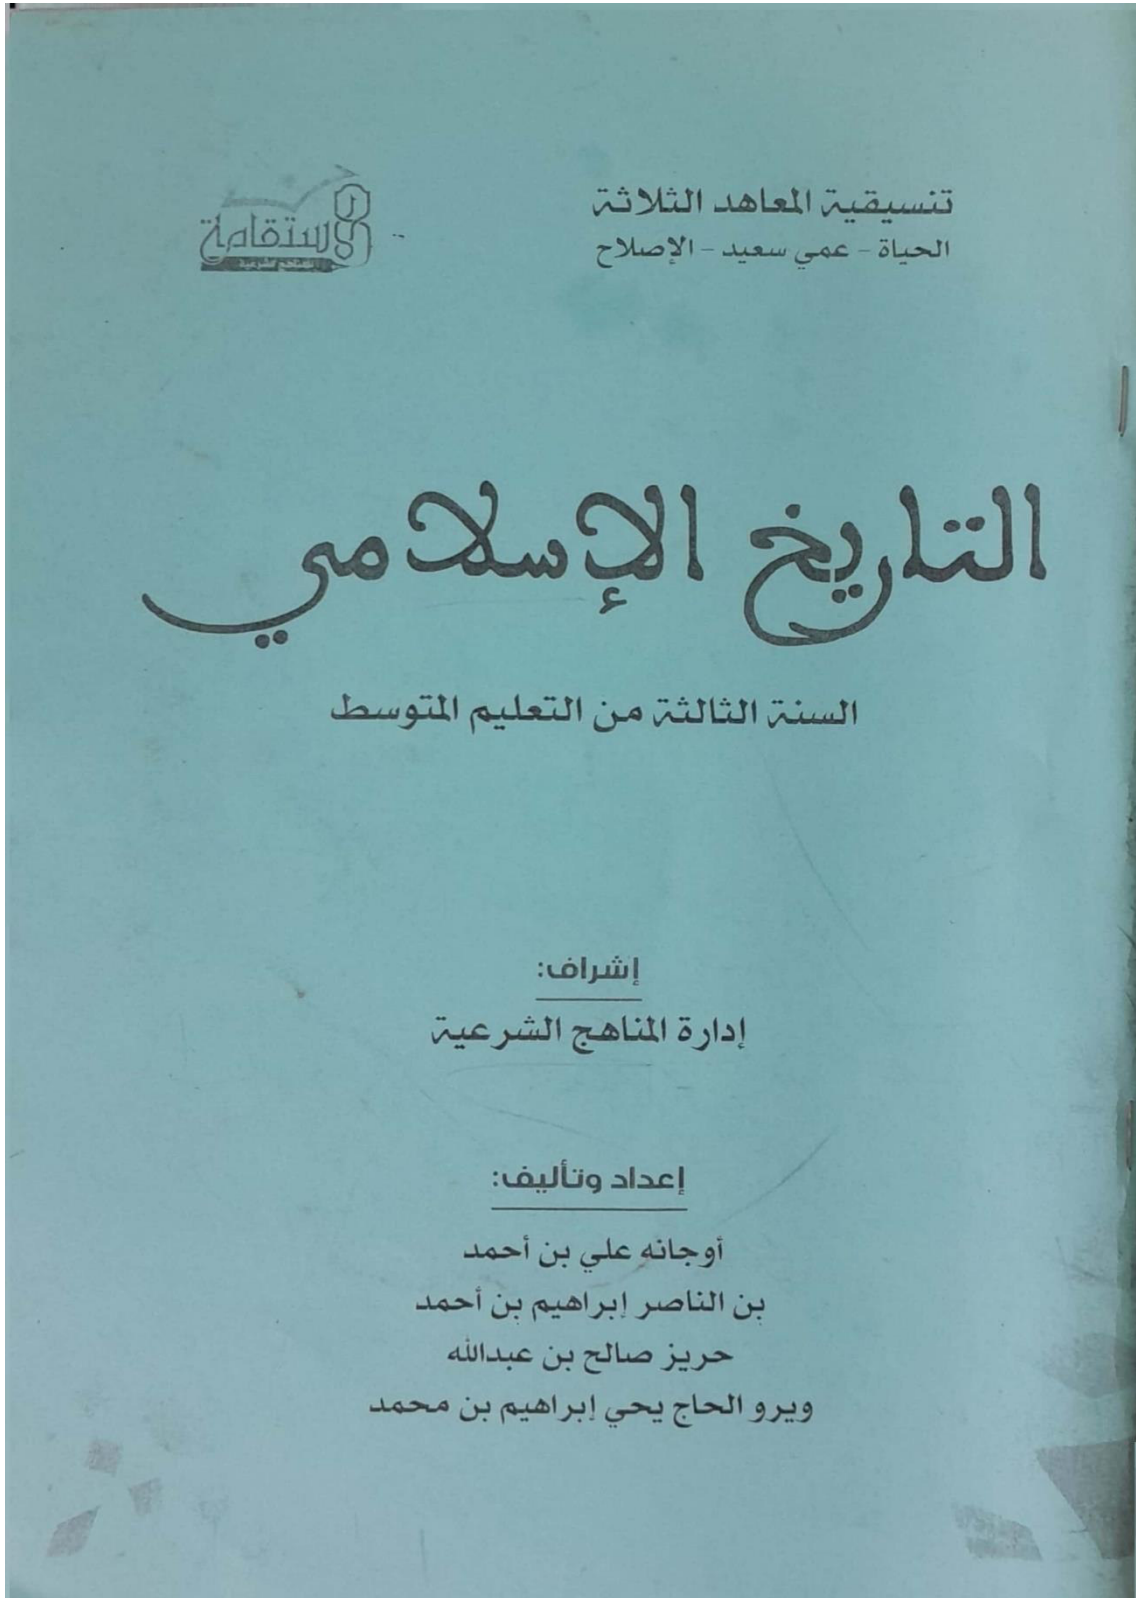 تنسيقية المعاهد الثلاثة
الحياة - عمي سعيد - الإصلاح
الاستقامة
للمناهج الشرعية
التاريخ الإسلامي
السنة الثالثة من التعليم المتوسط
إشراف:
إدارة المناهج الشرعية
إعداد وتأليف:
أوجانه علي بن أحمد
بن الناصر إبراهيم بن أحمد
حريز صالح بن عبدالله
ويرو الحاج يحي إبراهيم بن محمد